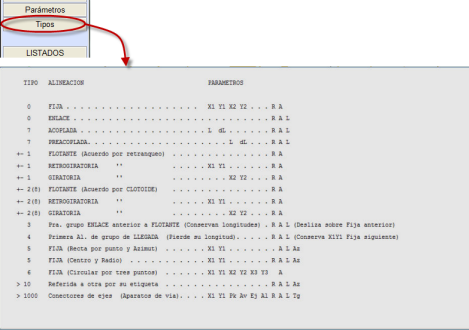 Parámetros
Tipos
LISTADOS
TIPO ALINEACION PARAMETROS
0 FIJA . . . . . . . . . . . . . . . . . . . X1 Y1 X2 Y2 . . . R A
0 ENLACE . . . . . . . . . . . . . . . . . . . . . . . . . . . R A L
7 ACOPLADA. . . . . . . . . . . . . . . . . . L dL . . . . R A L
7 PREACOPLADA. . . . . . . . . . . . . . . . . . . L dL . . . R A L
+- 1 FLOTANTE (Acuerdo por retranqueo) . . . . . . . . . . . . . R A
+- 1 RETROGIRATORIA '' . . . . . X1 Y1 . . . . . . R A
+- 1 GIRATORIA '' . . . . . . . . X2 Y2 . . . R A
+- 2(8) FLOTANTE (Acuerdo por CLOTOIDE) . . . . . . . . . . . . . R A
+- 2(8) RETROGIRATORIA '' . . . . . X1 Y1 . . . . . . R A
+- 2(8) GIRATORIA '' . . . . . . . . X2 Y2 . . . R A
3 Pra. grupo ENLACE anterior a FLOTANTE (Conservan longitudes) . R A L (Desliza sobre Fija anterior)
4 Primera Al. de grupo de LLEGADA (Pierde su longitud). . . . . R A L (Conserva X1Y1 Fija siguiente)
5 FIJA (Recta por punto y Azimut) . . . . . . X1 Y1 . . . . . . R A L Az
5 FIJA (Centro y Radio) . . . . . . . . . . . X1 Y1 . . . . . . R A L Az
6 FIJA (Circular por tres puntos) . . . . . . X1 Y1 X2 Y2 X3 Y3 A
> 10 Referida a otra por su etiqueta . . . . . . . . . . . . . . . R A L Az
> 1000 Conectores de ejes (Aparatos de via). . . . X1 Y1 Pk Av Ej Al R A L Tg